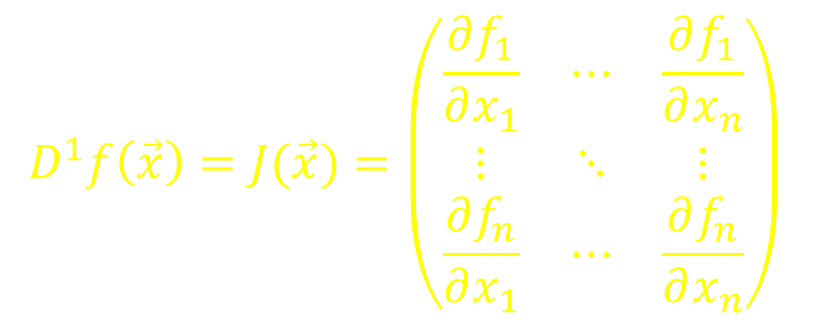 D¹f(x⃗) = J(x⃗) = ( ∂f₁/∂x₁ ⋯ ∂f₁/∂xₙ
⋮ ⋱ ⋮
∂fₙ/∂x₁ ⋯ ∂fₙ/∂xₙ )